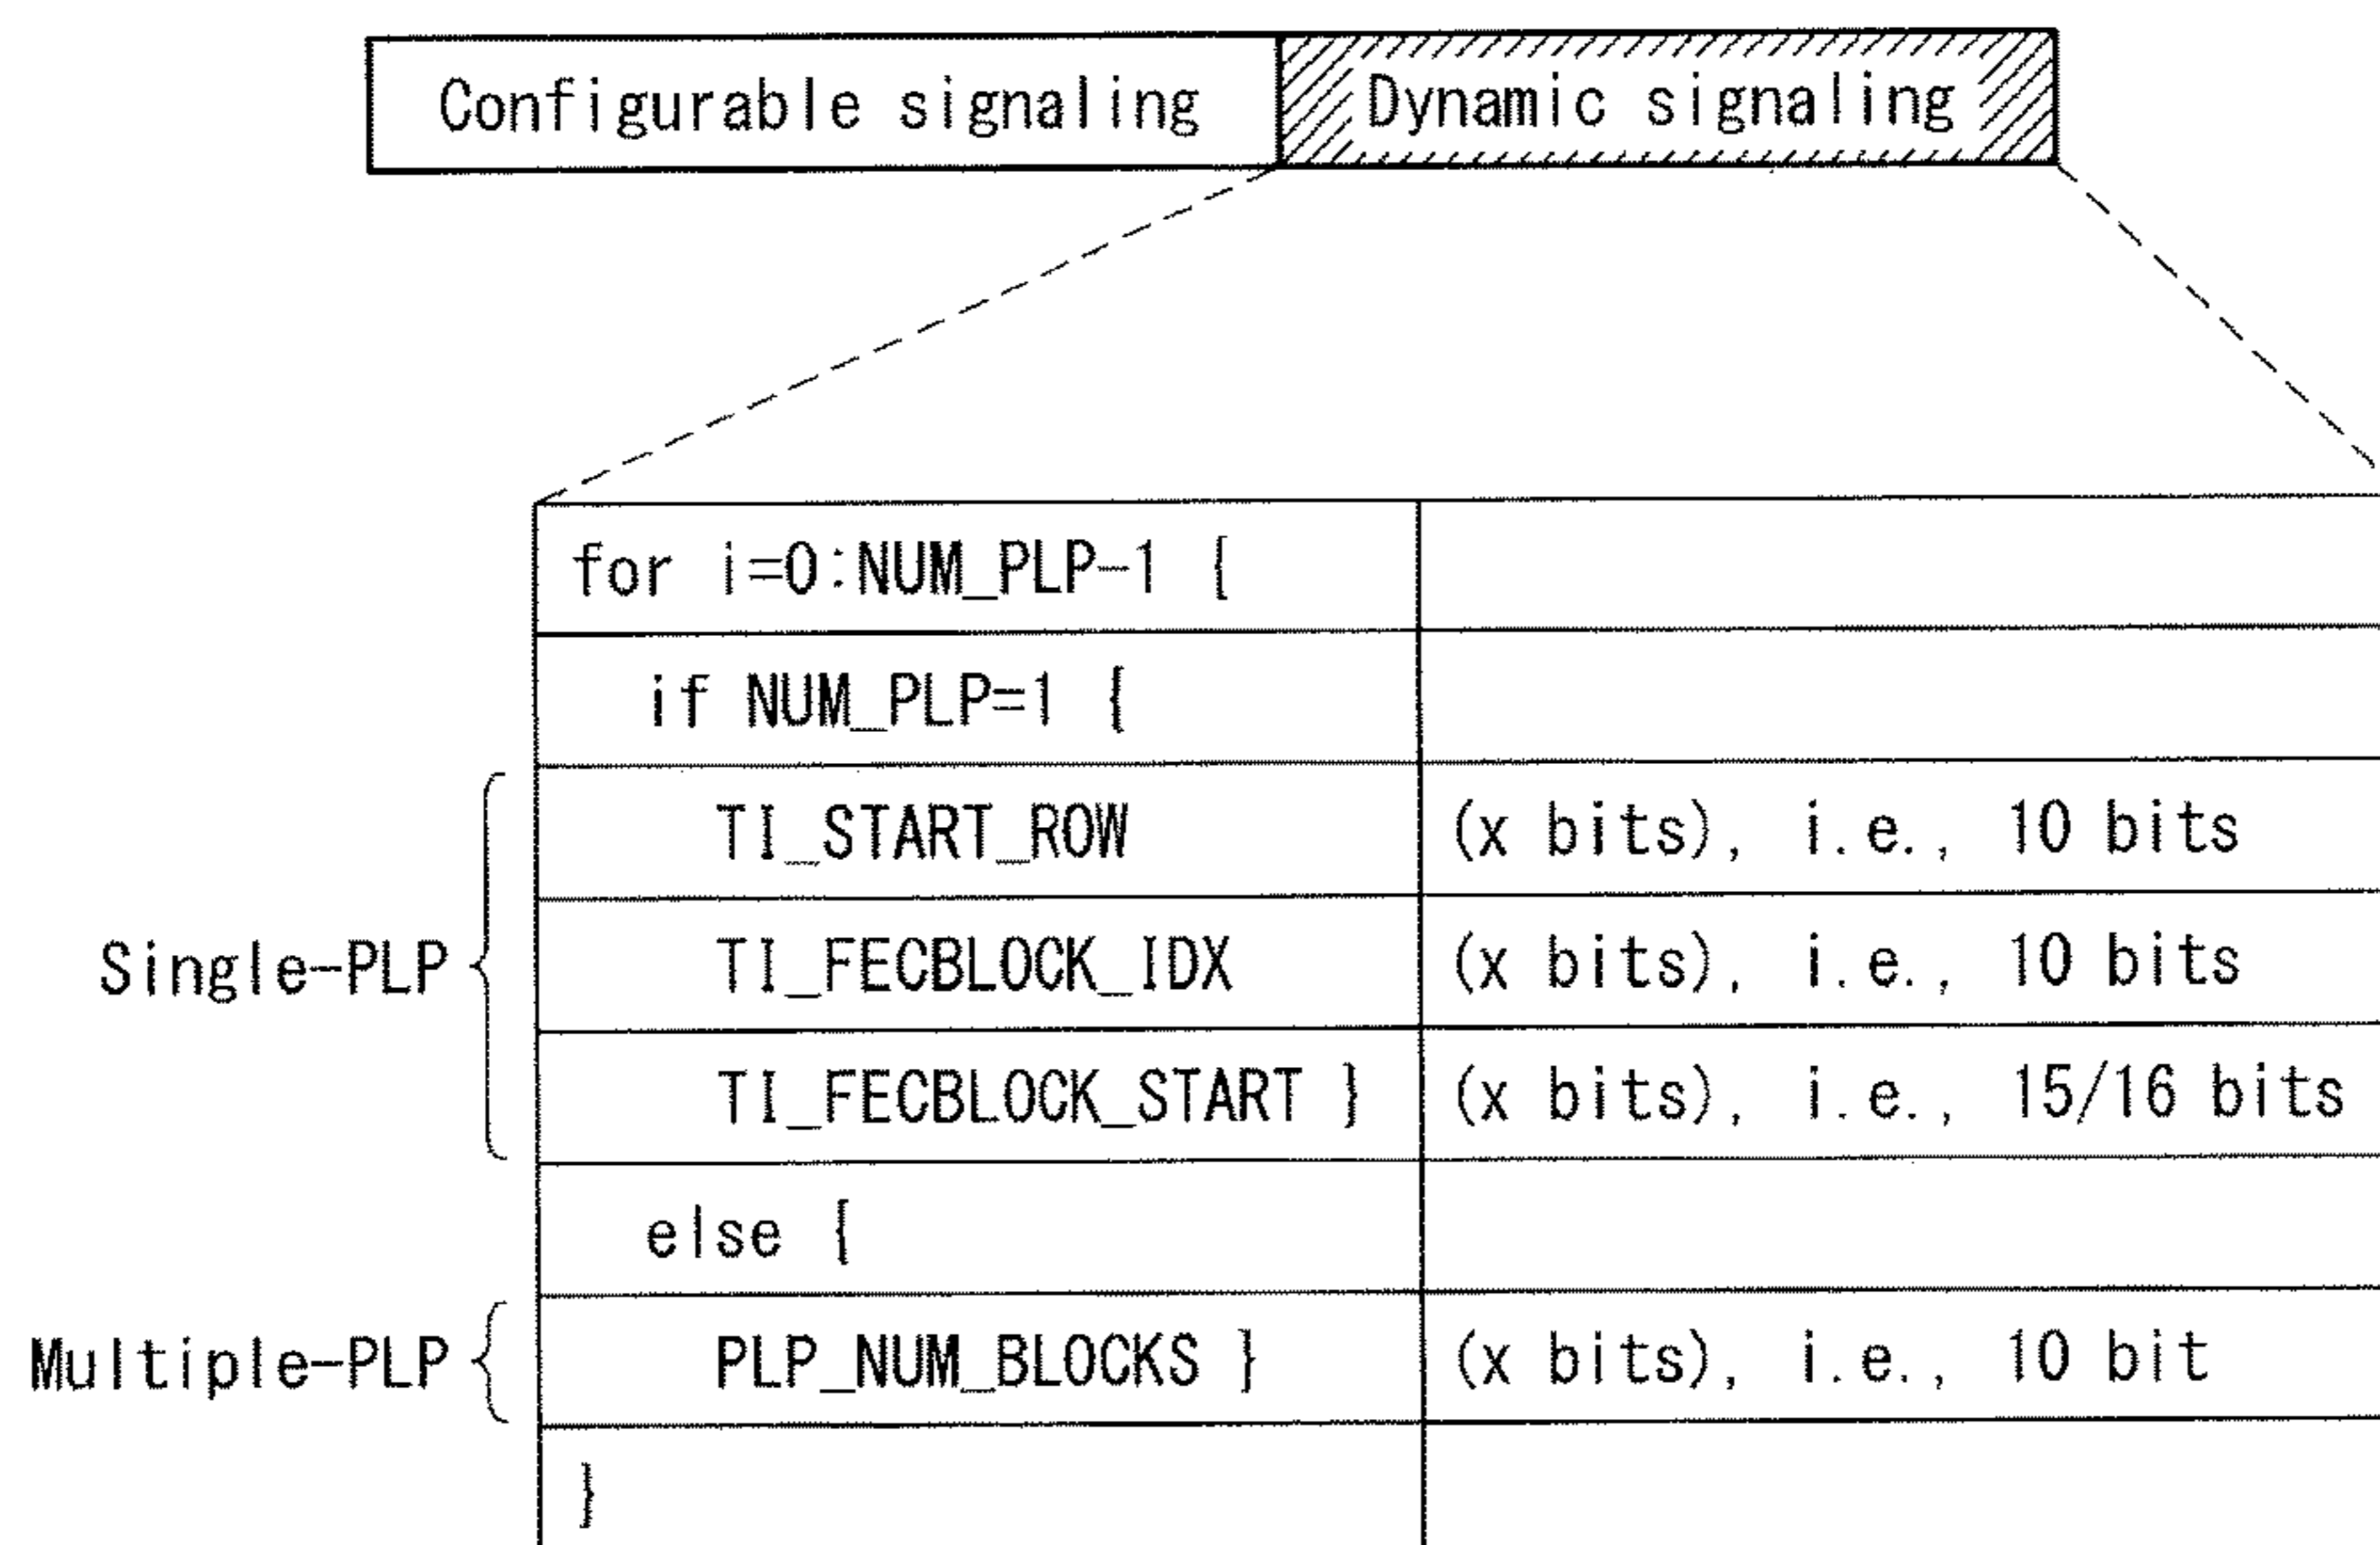 Configurable signaling Dynamic signaling
for i=0:NUM_PLP-1 {
if NUM_PLP=1 {
TI_START_ROW (x bits), i.e., 10 bits
Single-PLP TI_FECBLOCK_IDX (x bits), i.e., 10 bits
TI_FECBLOCK_START } (x bits), i.e., 15/16 bits
else {
Multiple-PLP PLP_NUM_BLOCKS } (x bits), i.e., 10 bit
}